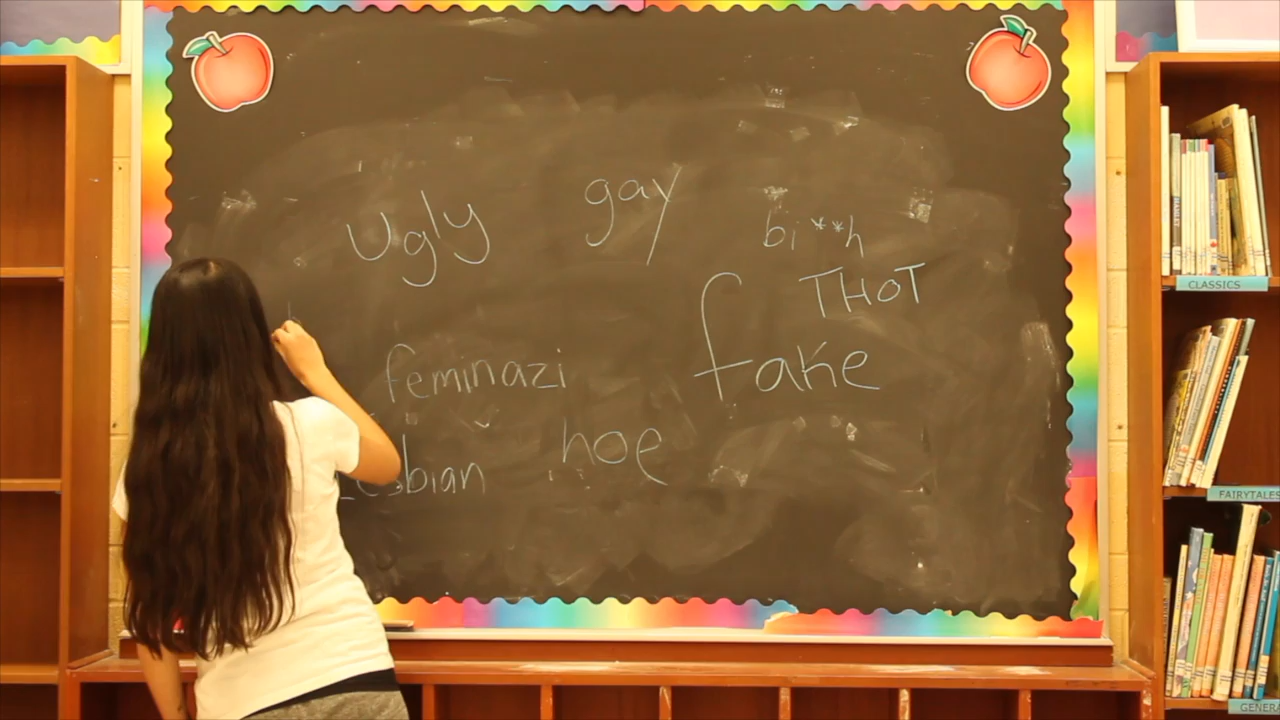 ugly
gay
bi**h
THOT
fake
feminazi
hoe
Lesbian
CLASSICS
FAIRYTALES